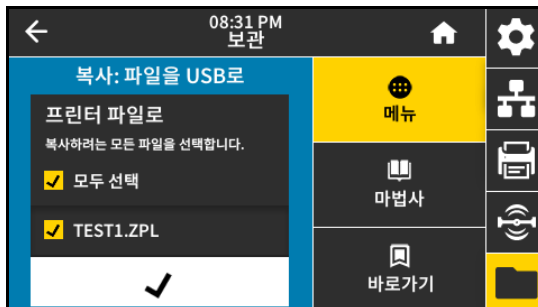 08:31 PM
보관
복사: 파일을 USB로
프린터 파일로
복사하려는 모든 파일을 선택합니다.
모두 선택
TEST1.ZPL
메뉴
마법사
바로가기